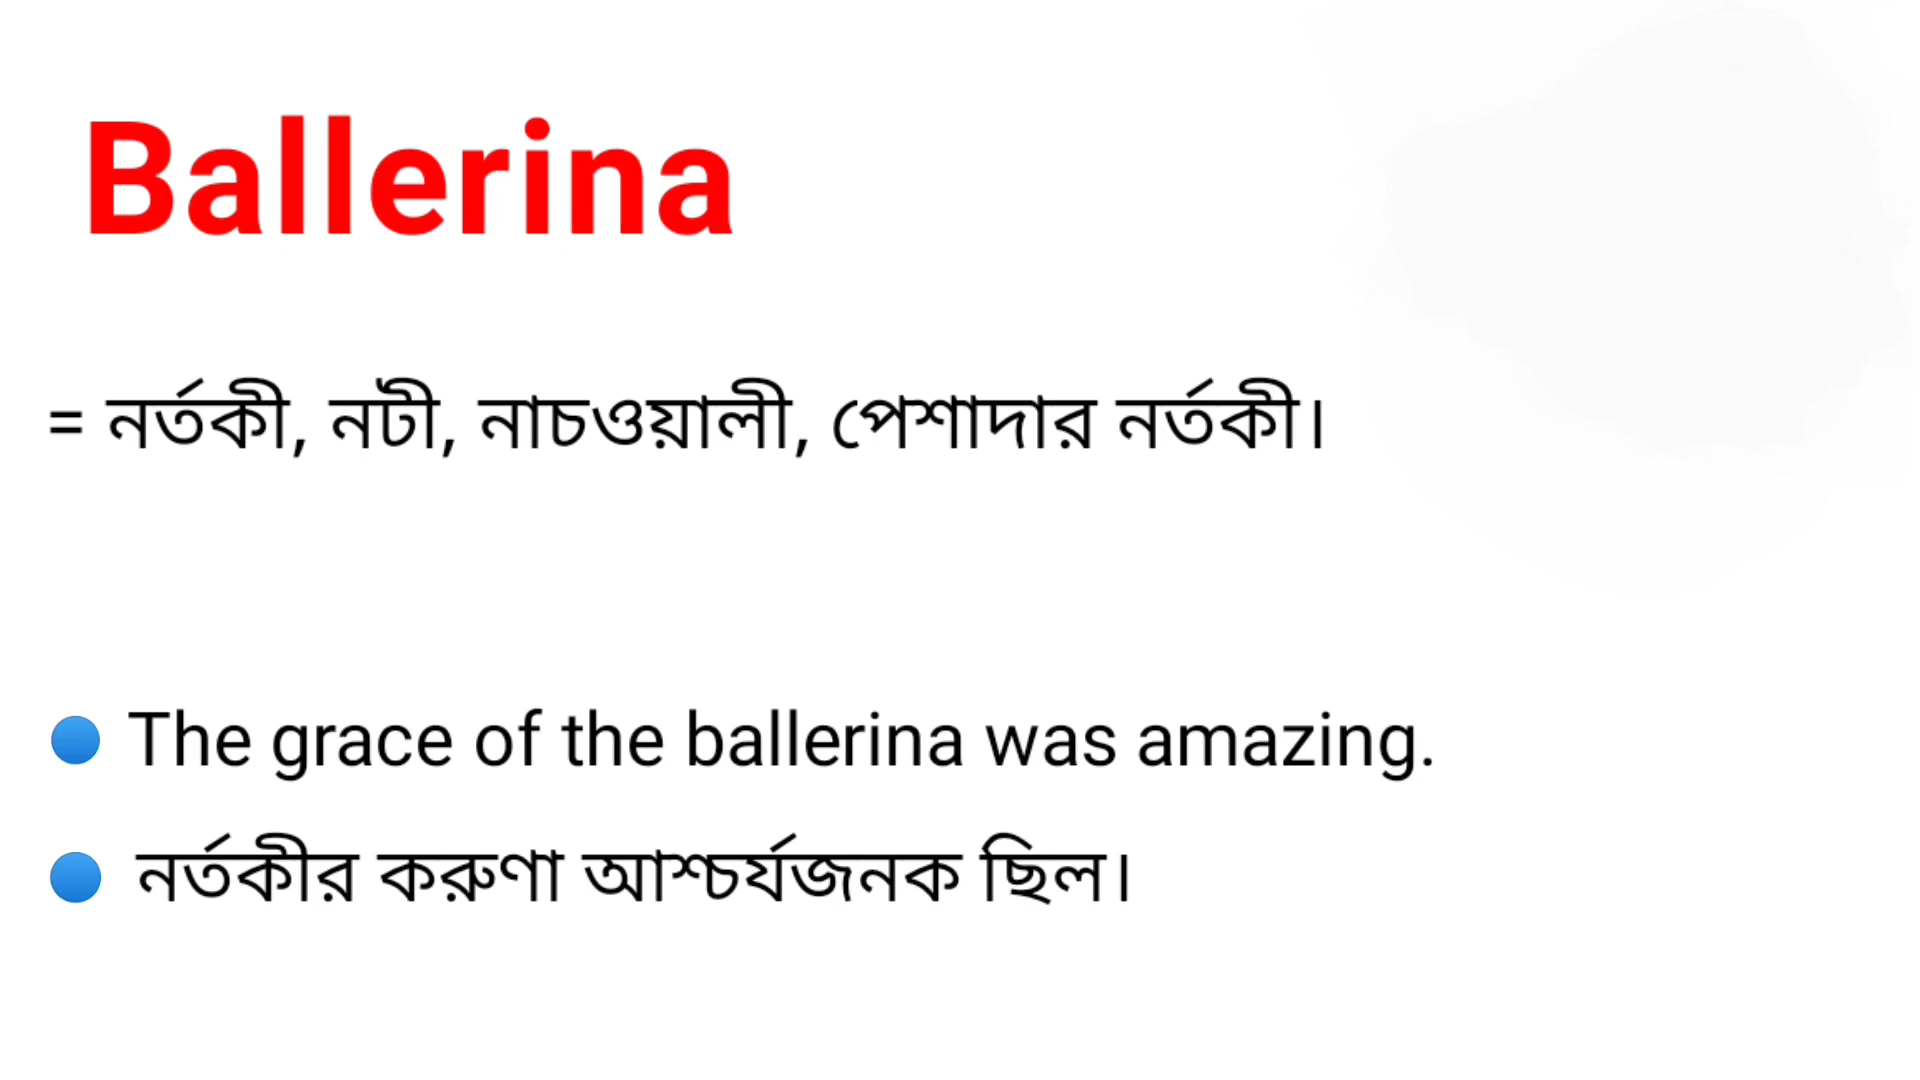 Ballerina
= নর্তকী, নটী, নাচওয়ালী, পেশাদার নর্তকী।
The grace of the ballerina was amazing.
নর্তকীর করুণা আশ্চর্যজনক ছিল।